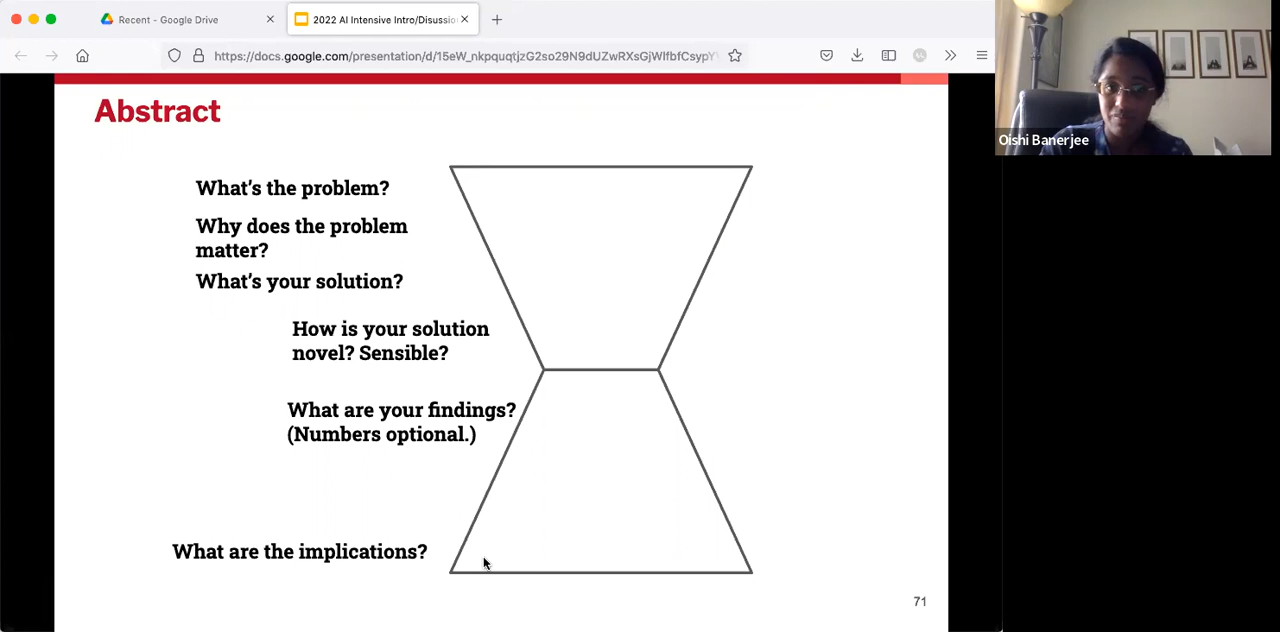 Recent - Google Drive
2022 AI Intensive Intro/Disussio
https://docs.google.com/presentation/d/15eW_nkpquqtjzG2so29N9dUZwRXsGjWlfbfCsypY
Abstract
What's the problem?
Why does the problem
matter?
What's your solution?
How is your solution
novel? Sensible?
What are your findings?
(Numbers optional.)
What are the implications?
71
Oishi Banerjee